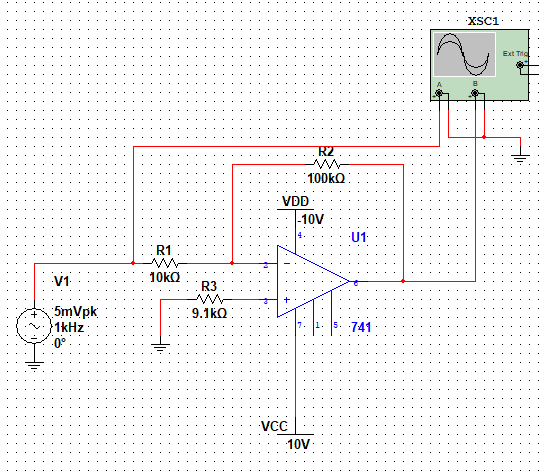 XSC1
Ext Trig
+
A
B
+ - + -
R2
100kΩ
VDD
-10V
4
U1
R1
10kΩ
2
-
R3
9.1kΩ
3
+
6
7
1
5
741
V1
5mVpk
1kHz
0°
VCC
10V